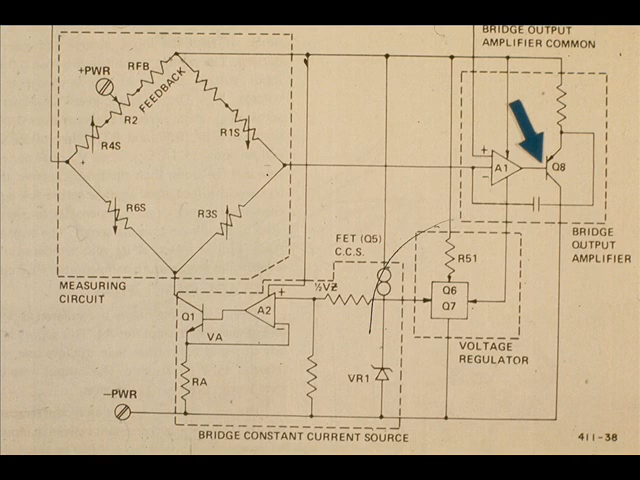 BRIDGE OUTPUT
AMPLIFIER COMMON
+PWR
RFB
FEEDBACK
R2
R4S
R1S
+
R6S
R3S
MEASURING
CIRCUIT
+
A1
−
Q8
BRIDGE
OUTPUT
AMPLIFIER
FET (Q5)
C.C.S.
R51
Q6
Q7
VOLTAGE
REGULATOR
½VZ
+
A2
−
Q1
VA
RA
VR1
−PWR
BRIDGE CONSTANT CURRENT SOURCE
411-38